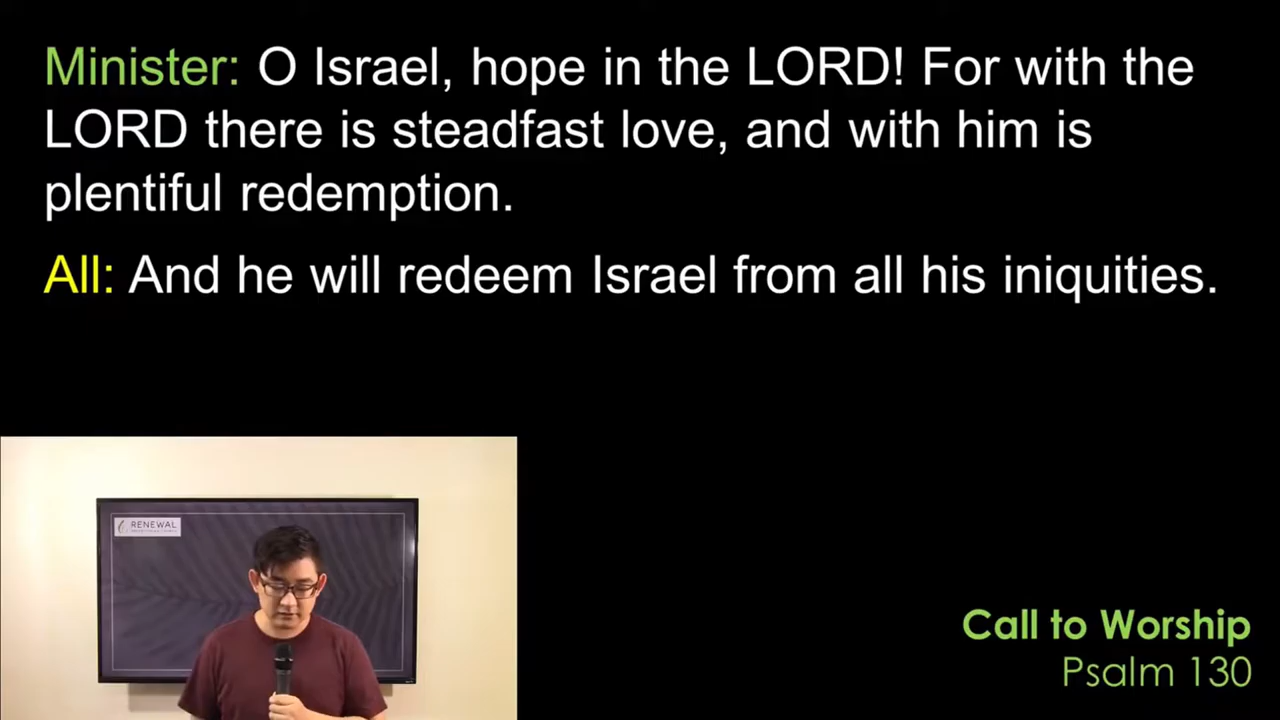 Minister: O Israel, hope in the LORD! For with the
LORD there is steadfast love, and with him is
plentiful redemption.
All: And he will redeem Israel from all his iniquities.
RENEWAL
Call to Worship
Psalm 130